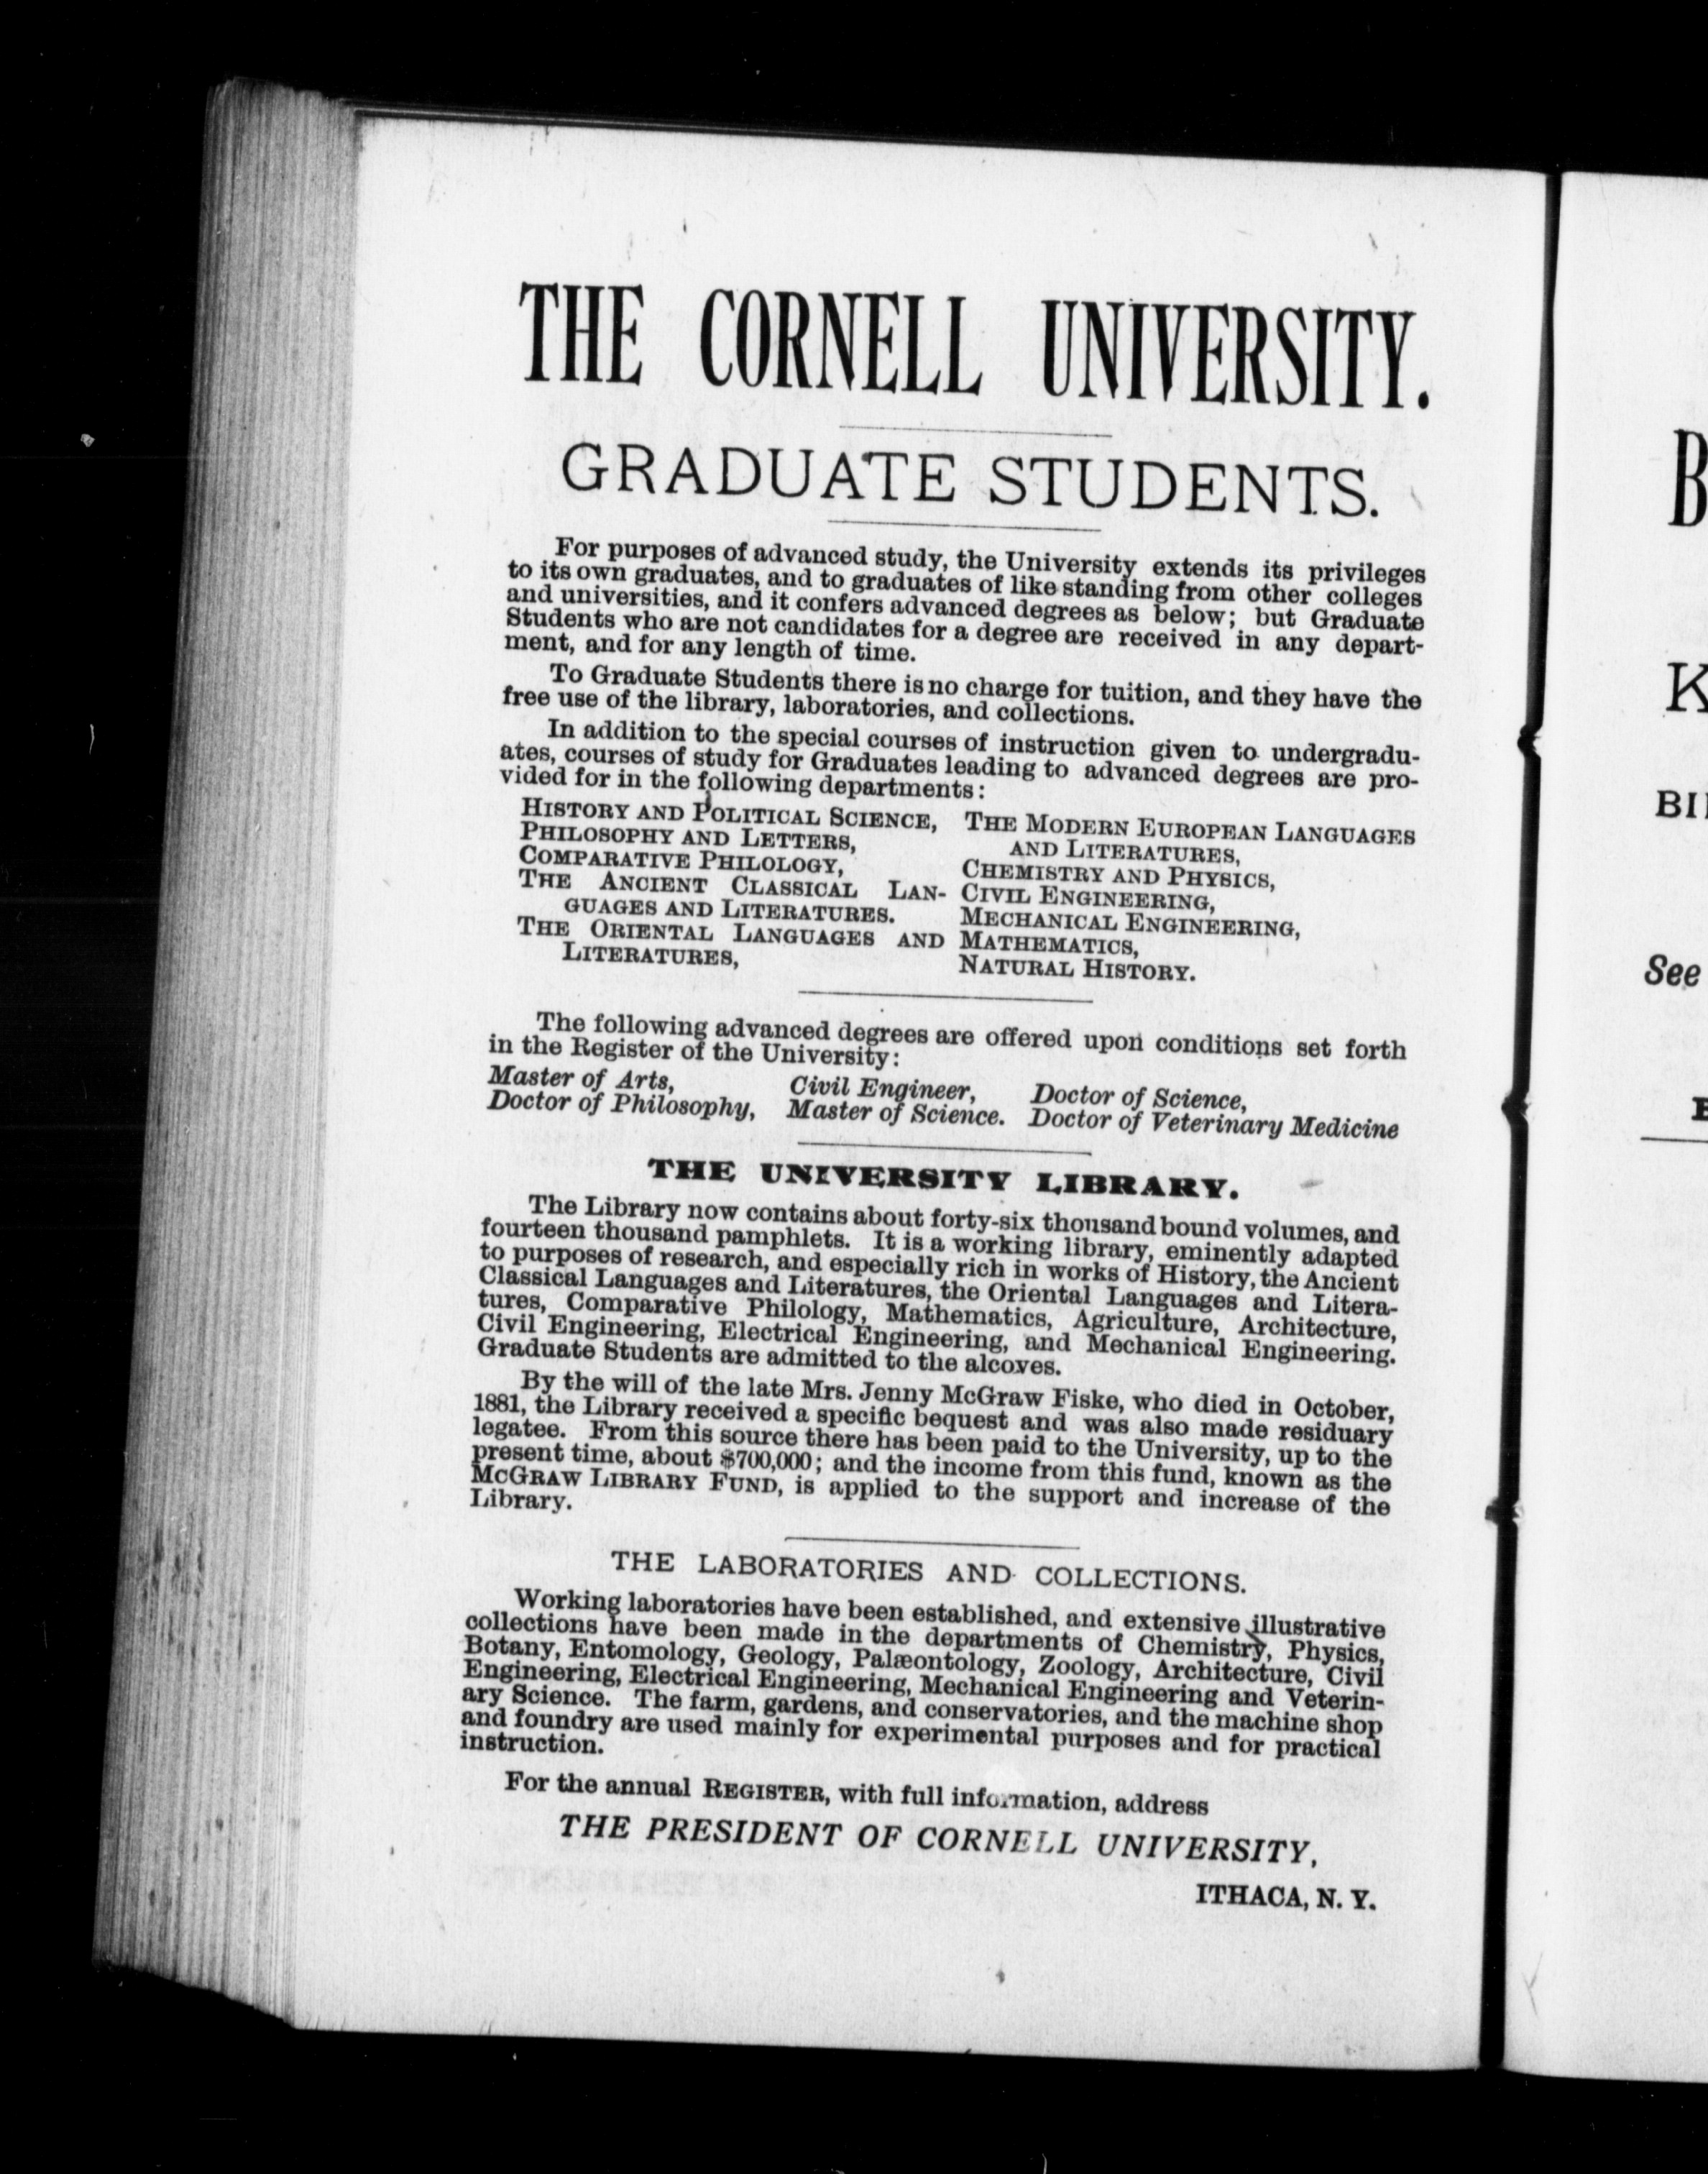 THE CORNELL UNIVERSITY.
GRADUATE STUDENTS.
For purposes of advanced study, the University extends its privileges
to its own graduates, and to graduates of like standing from other colleges
and universities, and it confers advanced degrees as below; but Graduate
Students who are not candidates for a degree are received in any depart-
ment, and for any length of time.
To Graduate Students there is no charge for tuition, and they have the
free use of the library, laboratories, and collections.
In addition to the special courses of instruction given to undergradu-
ates, courses of study for Graduates leading to advanced degrees are pro-
vided for in the following departments:
HISTORY AND POLITICAL SCIENCE,
PHILOSOPHY AND LETTERS,
COMPARATIVE PHILOLOGY,
THE ANCIENT CLASSICAL LAN-
GUAGES AND LITERATURES.
THE ORIENTAL LANGUAGES AND
LITERATURES,
THE MODERN EUROPEAN LANGUAGES
AND LITERATURES,
CHEMISTRY AND PHYSICS,
CIVIL ENGINEERING,
MECHANICAL ENGINEERING,
MATHEMATICS,
NATURAL HISTORY.
The following advanced degrees are offered upon conditions set forth
in the Register of the University:
Master of Arts, Civil Engineer, Doctor of Science,
Doctor of Philosophy, Master of Science. Doctor of Veterinary Medicine
THE UNIVERSITY LIBRARY.
The Library now contains about forty-six thousand bound volumes, and
fourteen thousand pamphlets. It is a working library, eminently adapted
to purposes of research, and especially rich in works of History, the Ancient
Classical Languages and Literatures, the Oriental Languages and Litera-
tures, Comparative Philology, Mathematics, Agriculture, Architecture,
Civil Engineering, Electrical Engineering, and Mechanical Engineering.
Graduate Students are admitted to the alcoves.
By the will of the late Mrs. Jenny McGraw Fiske, who died in October,
1881, the Library received a specific bequest and was also made residuary
legatee. From this source there has been paid to the University, up to the
present time, about $700,000; and the income from this fund, known as the
MCGRAW LIBRARY FUND, is applied to the support and increase of the
Library.
THE LABORATORIES AND COLLECTIONS.
Working laboratories have been established, and extensive illustrative
collections have been made in the departments of Chemistry, Physics,
Botany, Entomology, Geology, Palæontology, Zoology, Architecture, Civil
Engineering, Electrical Engineering, Mechanical Engineering and Veterin-
ary Science. The farm, gardens, and conservatories, and the machine shop
and foundry are used mainly for experimental purposes and for practical
instruction.
For the annual REGISTER, with full information, address
THE PRESIDENT OF CORNELL UNIVERSITY,
ITHACA, N. Y.
B
K
BI
See